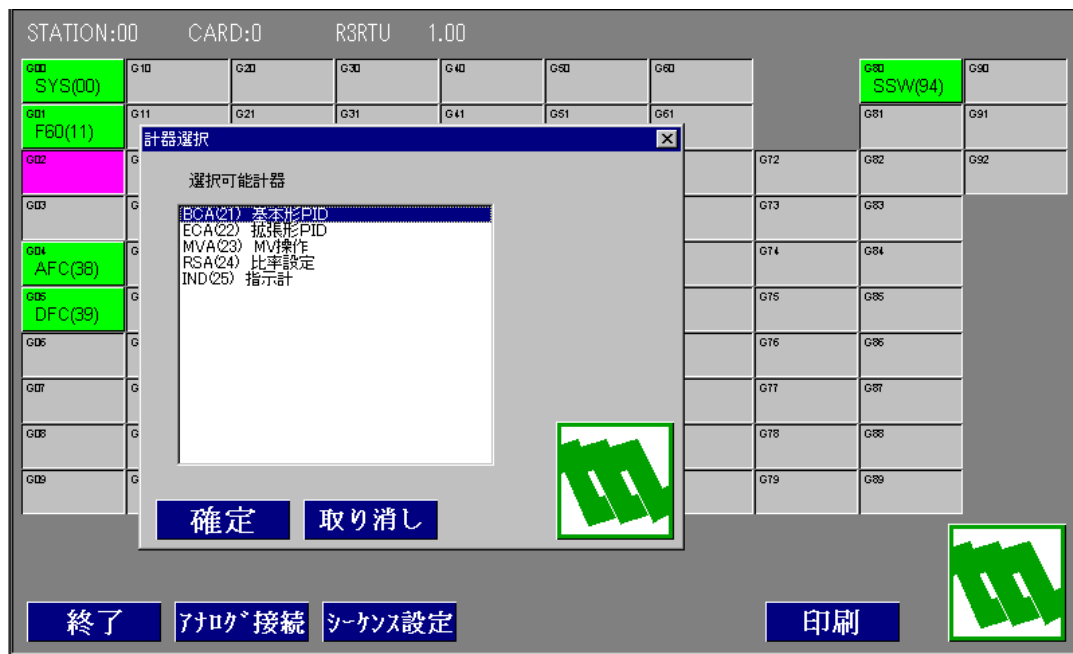 STATION:00 CARD:0 R3RTU 1.00
G00 G10 G20 G30 G40 G50 G60 G80 G90
SYS(00) SSW(94)
G01 G11 G21 G31 G41 G51 G61 G81 G91
F60(11)
計器選択
G02 G G72 G82 G92
選択可能計器
G03 G G73 G83
BCA(21) 基本形PID
ECA(22) 拡張形PID
MVA(23) MV操作
RSA(24) 比率設定
IND(25) 指示計
G04 G G74 G84
AFC(38)
G05 G G75 G85
DFC(39)
G06 G G76 G86
G07 G G77 G87
G08 G G78 G88
G09 G G79 G89
確定 取り消し
終了 アナログ接続 シーケンス設定 印刷